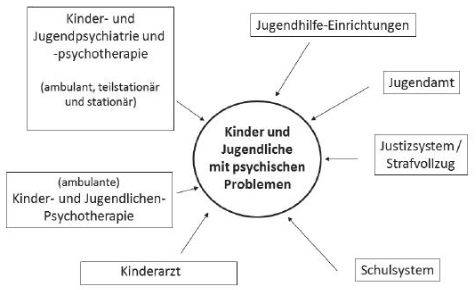 Kinder- und
Jugendpsychiatrie und
-psychotherapie
(ambulant, teilstationär
und stationär)
Jugendhilfe-Einrichtungen
Jugendamt
Kinder und
Jugendliche
mit psychischen
Problemen
Justizsystem/
Strafvollzug
(ambulante)
Kinder- und Jugendlichen-
Psychotherapie
Kinderarzt
Schulsystem